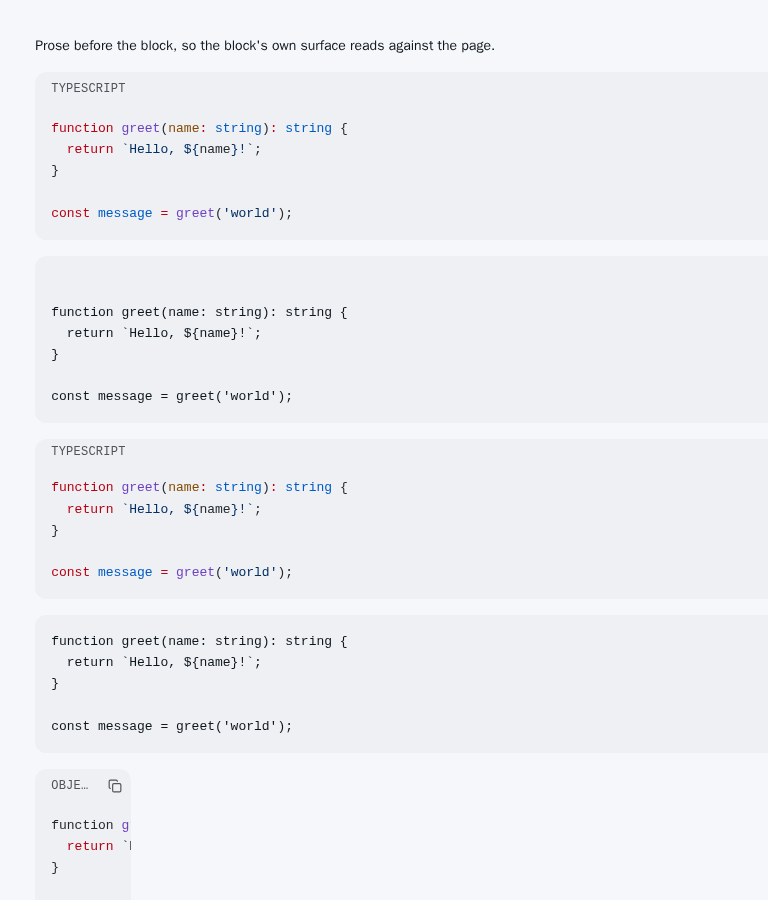 Prose before the block, so the block's own surface reads against the page.
TYPESCRIPT
function greet(name: string): string {
  return `Hello, ${name}!`;
}
const message = greet('world');
function greet(name: string): string {
  return `Hello, ${name}!`;
}
const message = greet('world');
TYPESCRIPT
function greet(name: string): string {
  return `Hello, ${name}!`;
}
const message = greet('world');
function greet(name: string): string {
  return `Hello, ${name}!`;
}
const message = greet('world');
OBJE…
function g
  return `
}